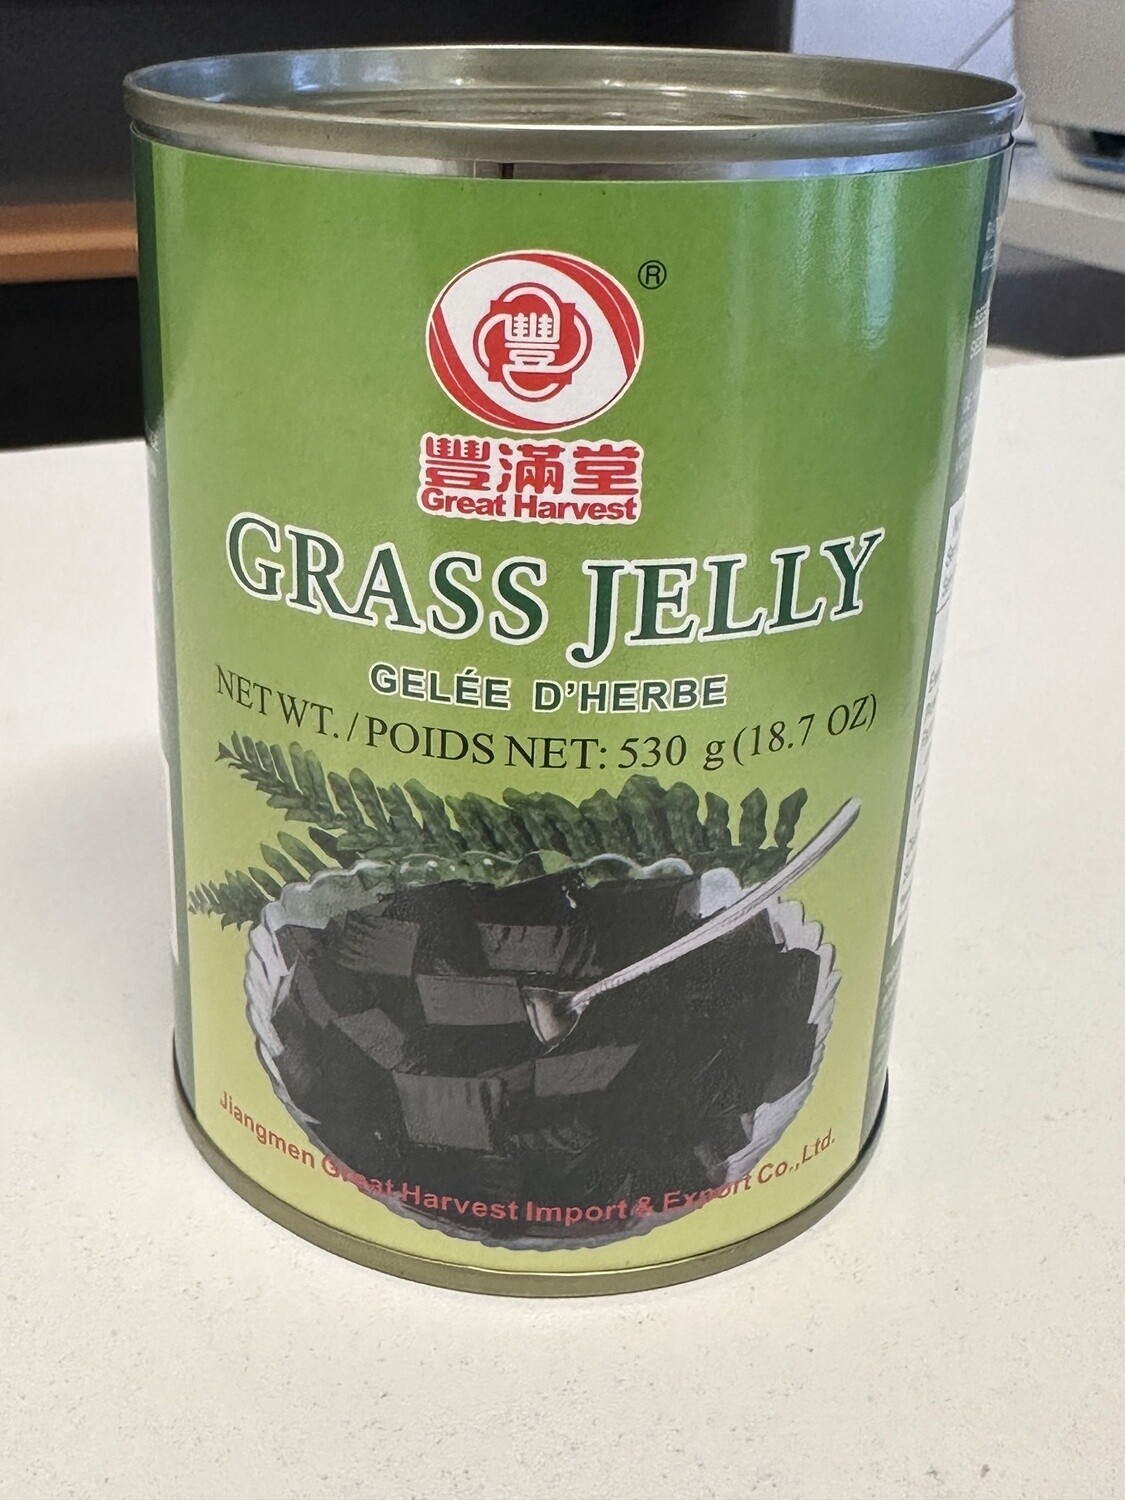 豐
®
豐滿堂
Great Harvest
GRASS JELLY
GELÉE D'HERBE
NET WT. / POIDS NET: 530 g (18.7 OZ)
Jiangmen Great Harvest Import & Export Co., Ltd.